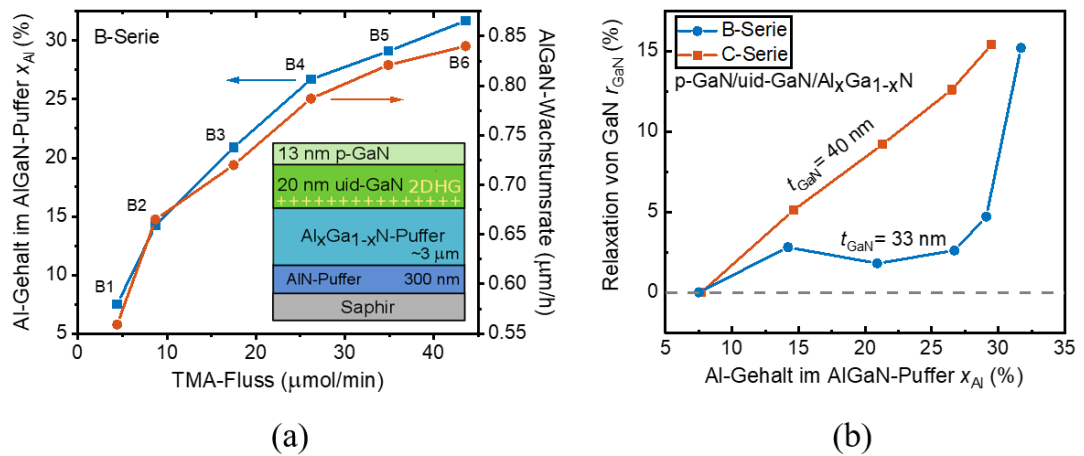 B-Serie
Al-Gehalt im AlGaN-Puffer x_Al (%)
30
25
20
15
10
5
B1
B2
B3
B4
B5
B6
13 nm p-GaN
20 nm uid-GaN 2DHG
++++++++++++++
Al_xGa_1-xN-Puffer
~3 μm
AlN-Puffer 300 nm
Saphir
0.85
0.80
0.75
0.70
0.65
0.60
0.55
AlGaN-Wachstumsrate (μm/h)
0 10 20 30 40
TMA-Fluss (μmol/min)
(a)
Relaxation von GaN r_GaN (%)
15
10
5
0
B-Serie
C-Serie
p-GaN/uid-GaN/Al_xGa_1-xN
t_GaN = 40 nm
t_GaN = 33 nm
5 10 15 20 25 30 35
Al-Gehalt im AlGaN-Puffer x_Al (%)
(b)